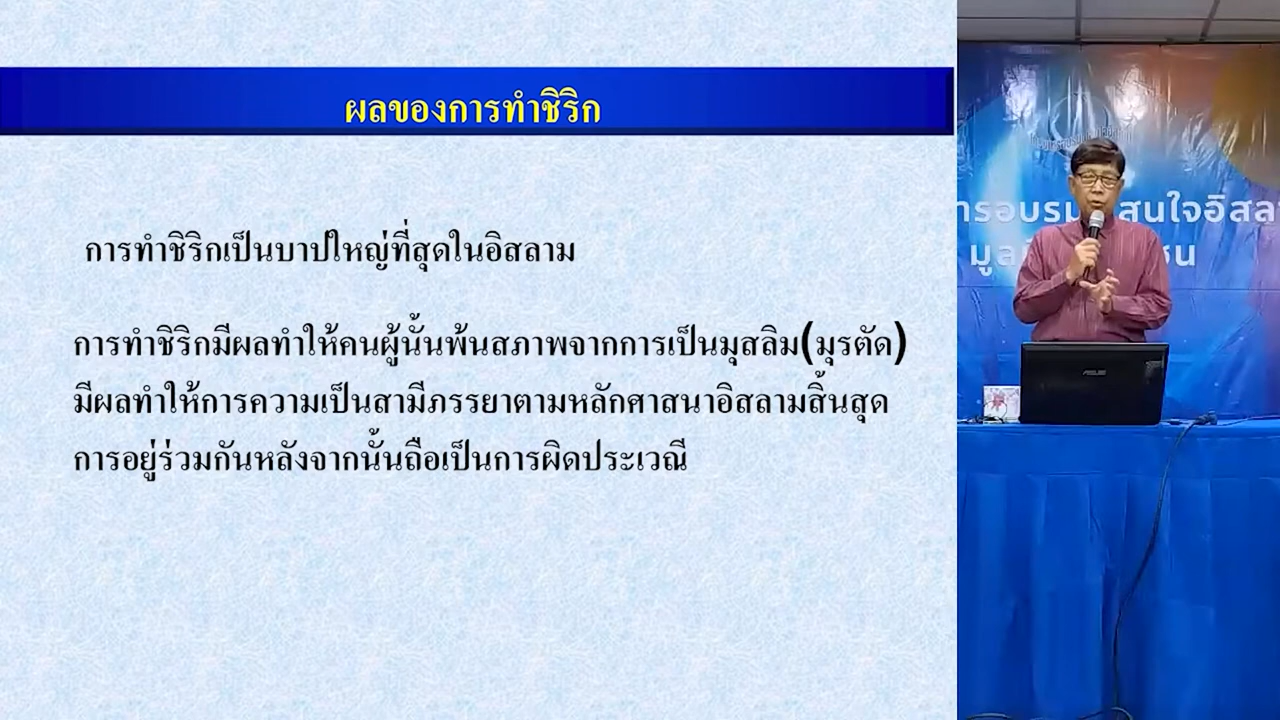 ผลของการทำชิริก
การทำชิริกเป็นบาปใหญ่ที่สุดในอิสลาม
การทำชิริกมีผลทำให้คนผู้นั้นพ้นสภาพจากการเป็นมุสลิม(มุรตัด)
มีผลทำให้การความเป็นสามีภรรยาตามหลักศาสนาอิสลามสิ้นสุด
การอยู่ร่วมกันหลังจากนั้นถือเป็นการผิดประเวณี
ASUS